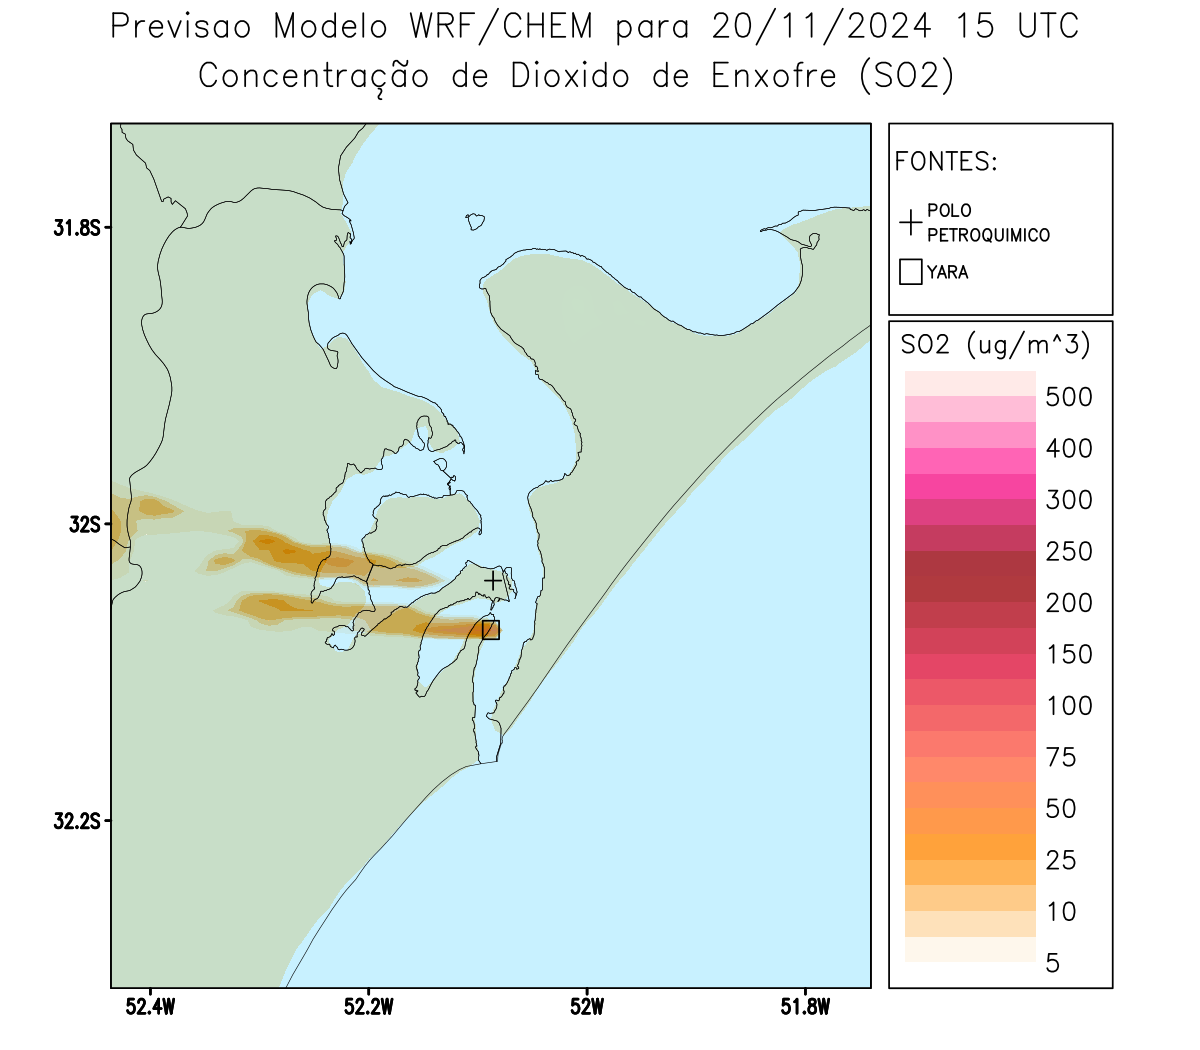 Previsao Modelo WRF/CHEM para 20/11/2024 15 UTC
Concentração de Dioxido de Enxofre (SO2)
FONTES:
POLO
PETROQUIMICO
YARA
31.8S
32S
32.2S
52.4W
52.2W
52W
51.8W
SO2 (ug/m^3)
500
400
300
250
200
150
100
75
50
25
10
5